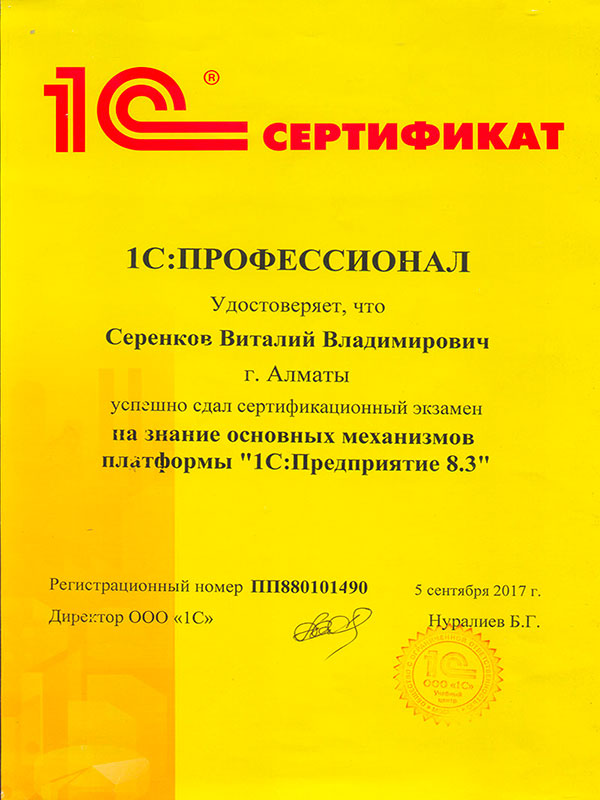 1С® СЕРТИФИКАТ
1С:ПРОФЕССИОНАЛ
Удостоверяет, что
Серенков Виталий Владимирович
г. Алматы
успешно сдал сертификационный экзамен
на знание основных механизмов
платформы "1С:Предприятие 8.3"
Регистрационный номер ПП880101490
5 сентября 2017 г.
Директор ООО «1С»
Нуралиев Б.Г.
1С
ООО «1С»
Учебный
центр